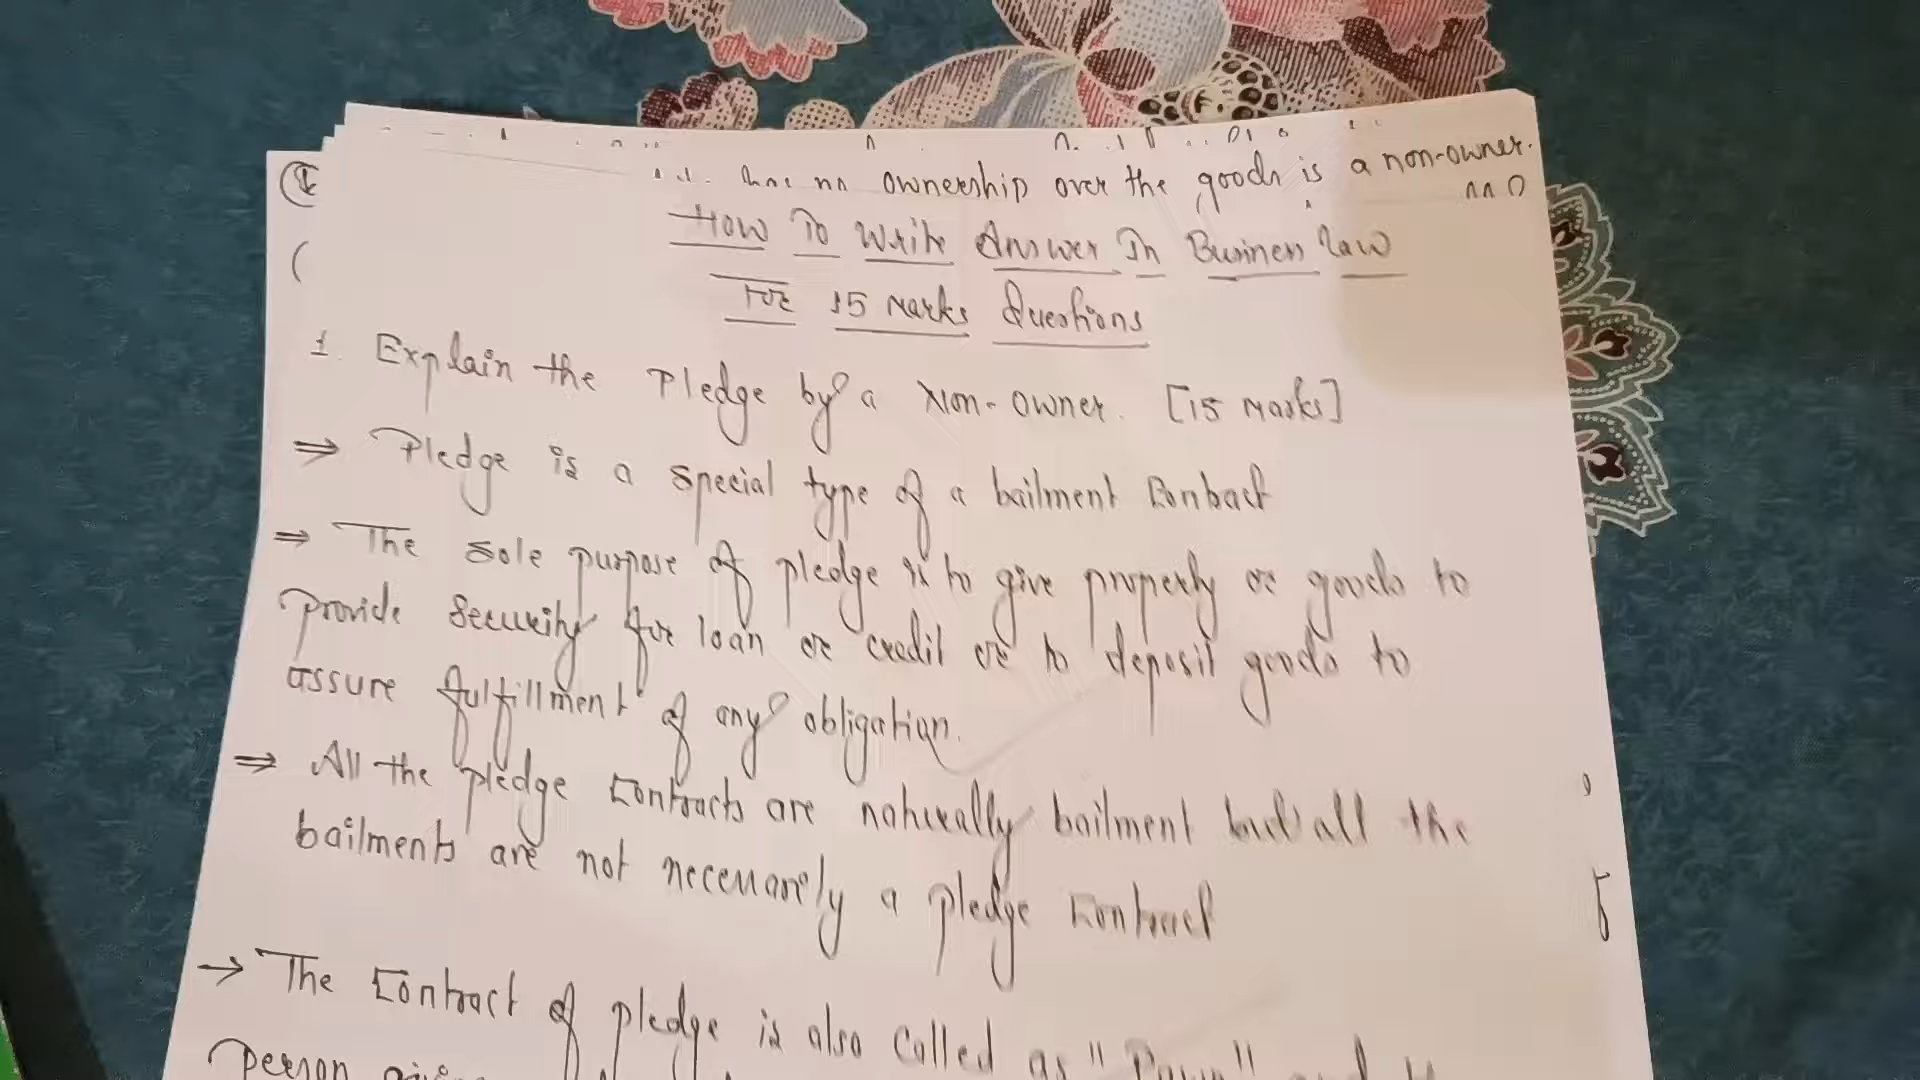 no ownership over the goods is a non-owner.
How To Write Answer In Business Law
For 15 Marks Questions
1. Explain the Pledge by a Non-Owner. [15 Marks]
⇒ Pledge is a special type of a bailment Contract
⇒ The sole purpose of pledge is to give property or goods to
provide security for loan or credit or to deposit goods to
assure fulfillment of any obligation.
⇒ All the pledge Contracts are naturally bailment but all the
bailments are not necessarily a pledge Contract
→ The Contract of pledge is also called as "Pawn" and
person